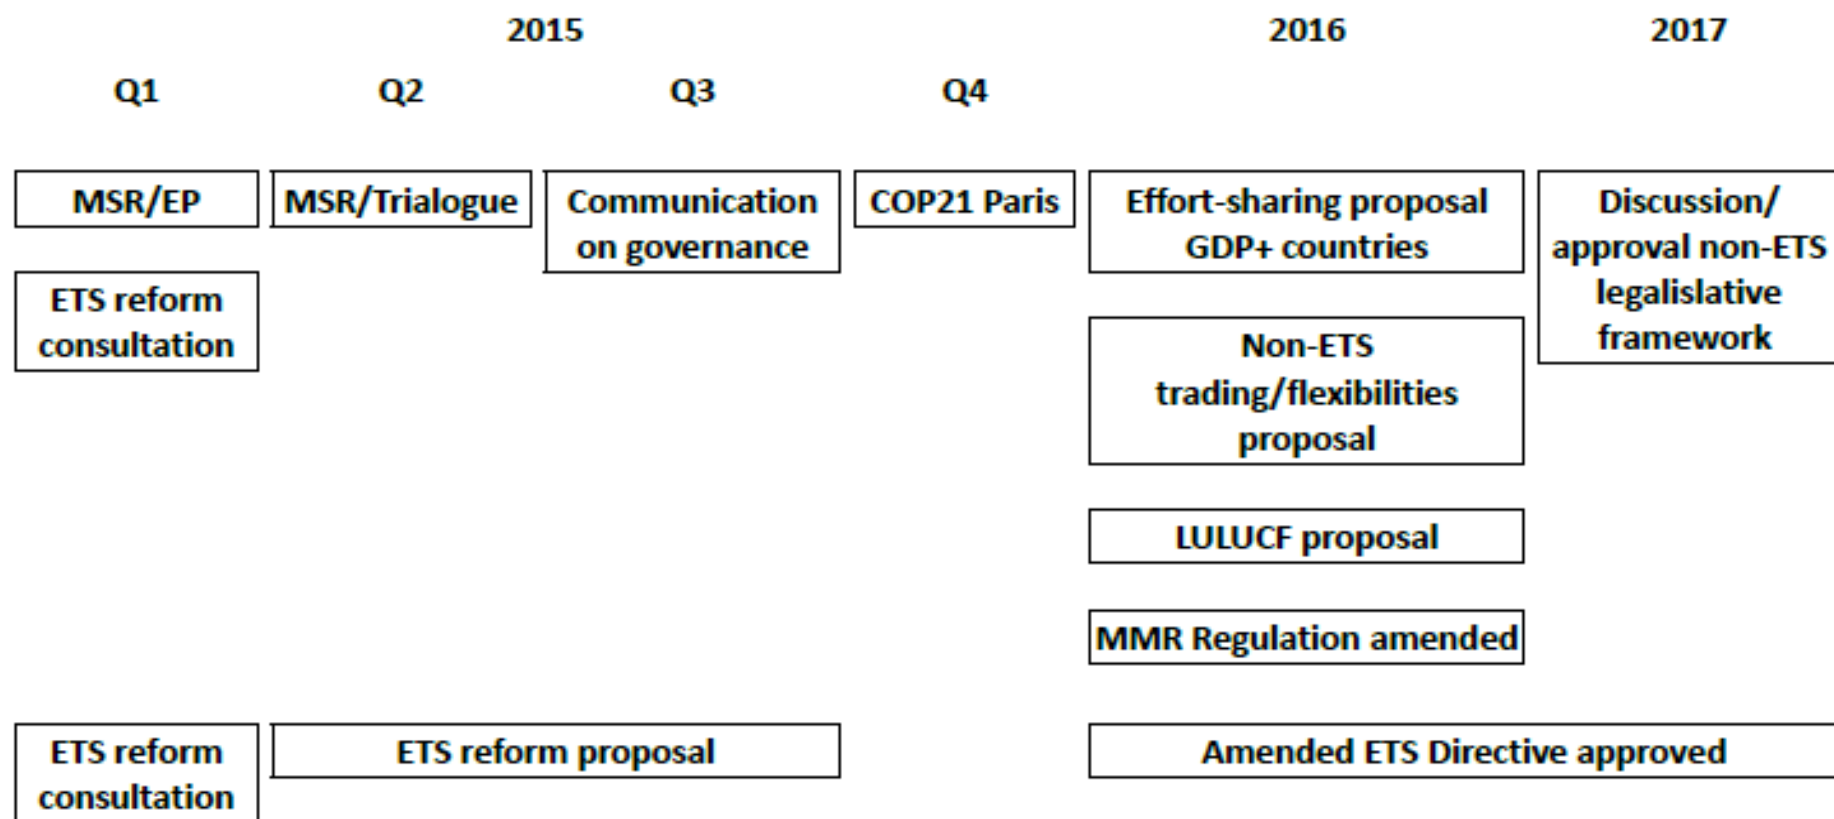 2015
2016
2017
Q1
Q2
Q3
Q4
MSR/EP
MSR/Trialogue
Communication
on governance
COP21 Paris
Effort-sharing proposal
GDP+ countries
Discussion/
approval non-ETS
legalislative
framework
ETS reform
consultation
Non-ETS
trading/flexibilities
proposal
LULUCF proposal
MMR Regulation amended
ETS reform
consultation
ETS reform proposal
Amended ETS Directive approved